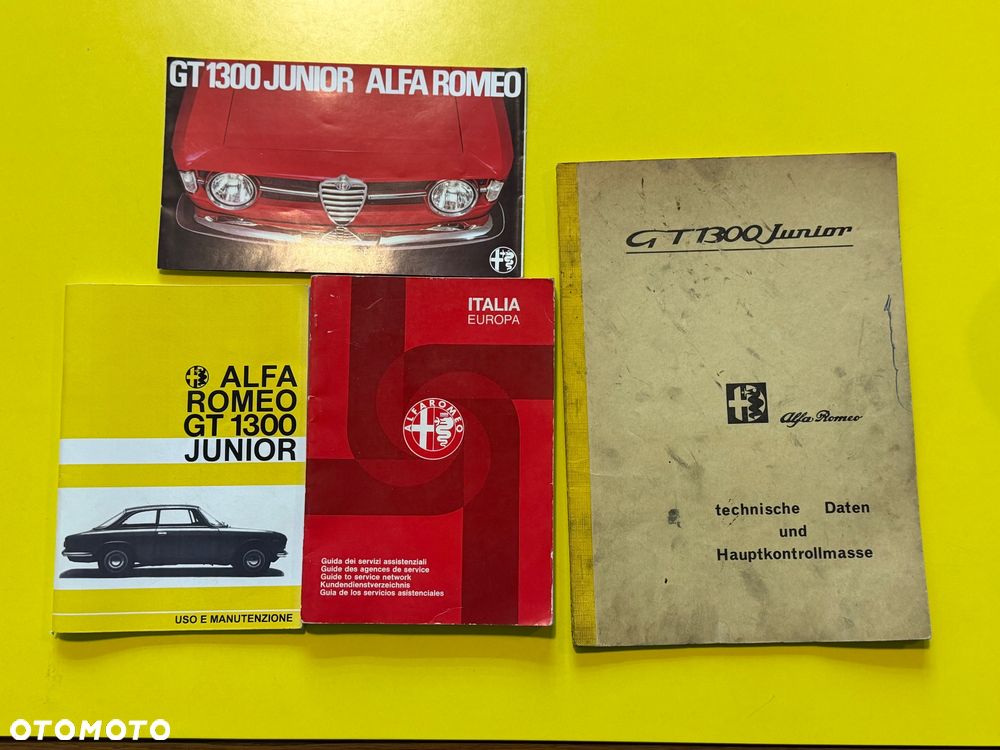 GT 1300 JUNIOR ALFA ROMEO
ALFA
ROMEO
GT 1300
JUNIOR
USO E MANUTENZIONE
ITALIA
EUROPA
ALFA ROMEO
Guida dei servizi assistenziali
Guide des agences de service
Guide to service network
Kundendienstverzeichnis
Guia de los servicios asistenciales
GT 1300 Junior
Alfa Romeo
technische Daten
und
Hauptkontrollmasse
OTOMOTO